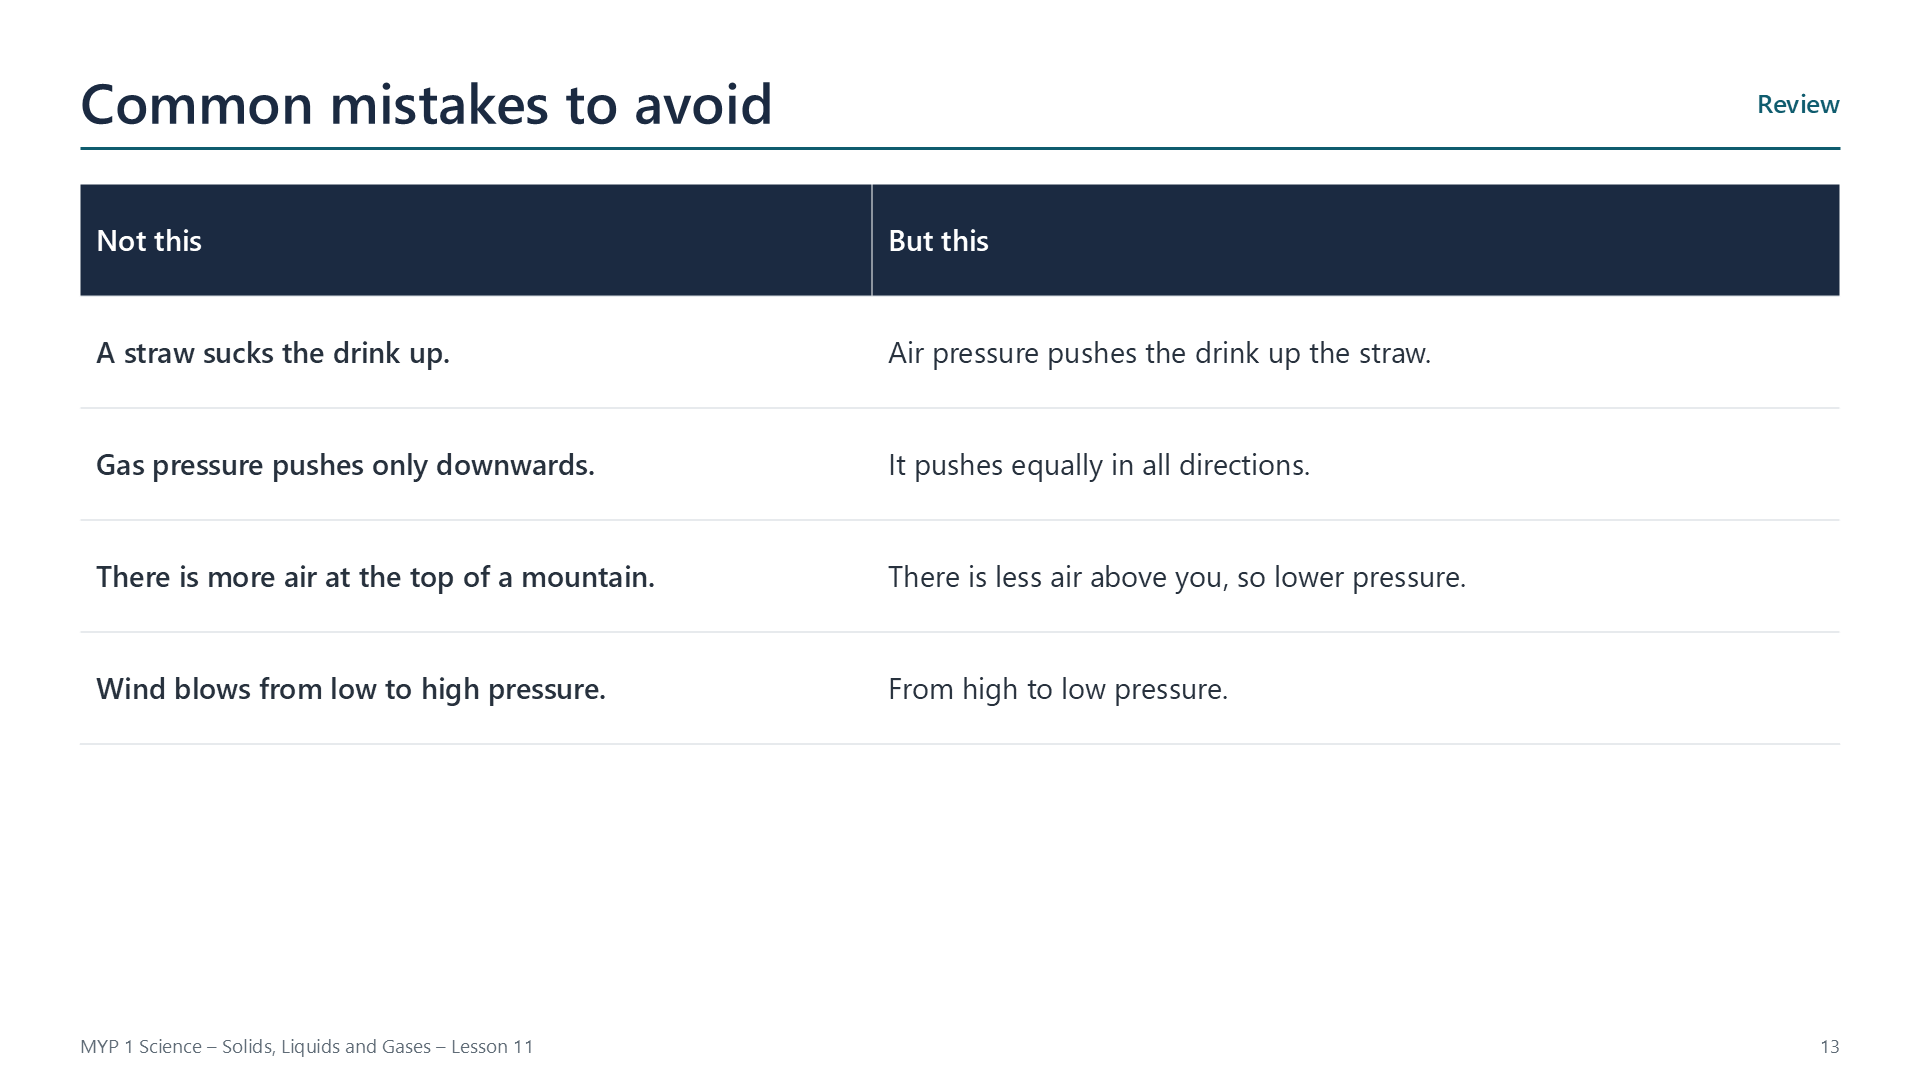 Common mistakes to avoid
Review
Not this
But this
A straw sucks the drink up.
Air pressure pushes the drink up the straw.
Gas pressure pushes only downwards.
It pushes equally in all directions.
There is more air at the top of a mountain.
There is less air above you, so lower pressure.
Wind blows from low to high pressure.
From high to low pressure.
MYP 1 Science – Solids, Liquids and Gases – Lesson 11
13